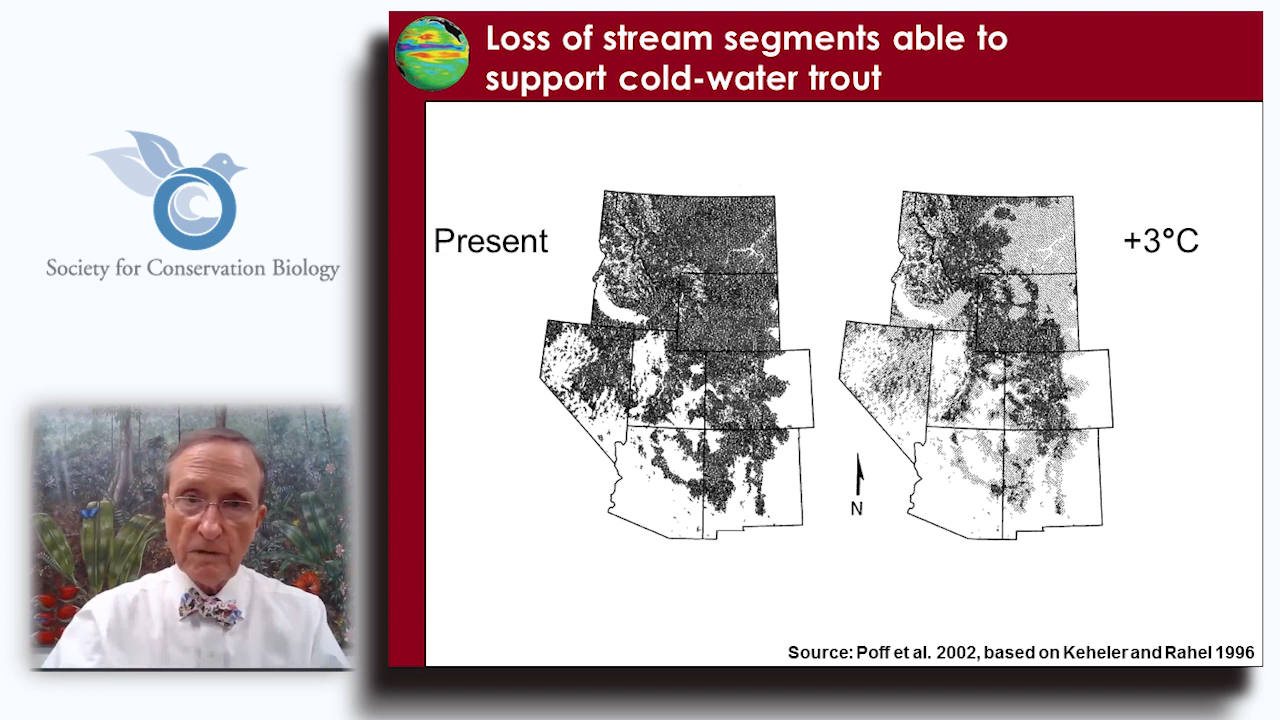 Loss of stream segments able to
support cold-water trout
Society for Conservation Biology
Present
+3°C
N
Source: Poff et al. 2002, based on Keheler and Rahel 1996